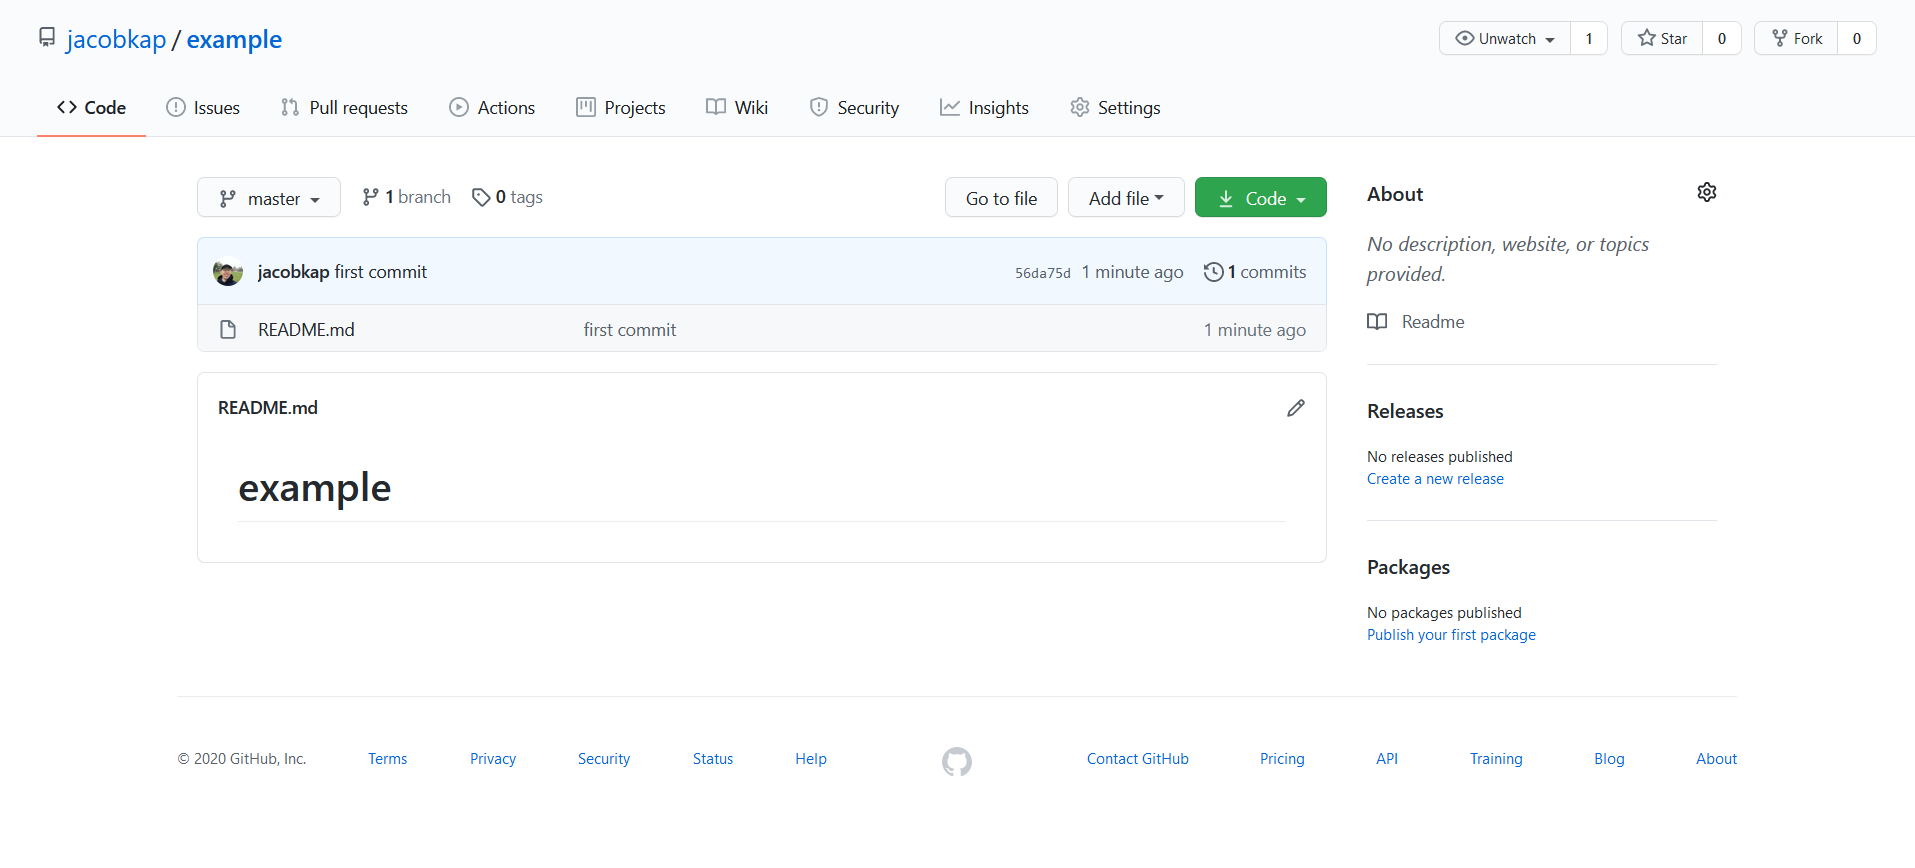 jacobkap / example
Unwatch 1 Star 0 Fork 0
Code Issues Pull requests Actions Projects Wiki Security Insights Settings
master 1 branch 0 tags Go to file Add file Code
jacobkap first commit 56da75d 1 minute ago 1 commits
README.md first commit 1 minute ago
README.md
example
About
No description, website, or topics
provided.
Readme
Releases
No releases published
Create a new release
Packages
No packages published
Publish your first package
© 2020 GitHub, Inc. Terms Privacy Security Status Help Contact GitHub Pricing API Training Blog About